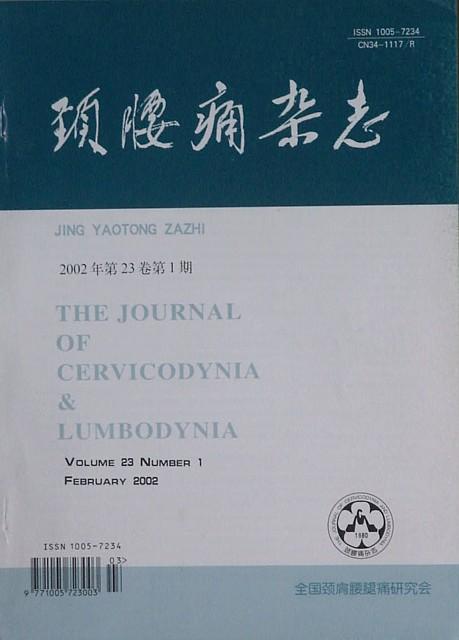 ISSN 1005-7234
CN34-1117/R
颈腰痛杂志
JING YAOTONG ZAZHI
2002年第23卷第1期
THE JOURNAL
OF
CERVICODYNIA
&
LUMBODYNIA
VOLUME 23 NUMBER 1
FEBRUARY 2002
1980
ISSN 1005-7234
03>
9 771005 723003
全国颈肩腰腿痛研究会